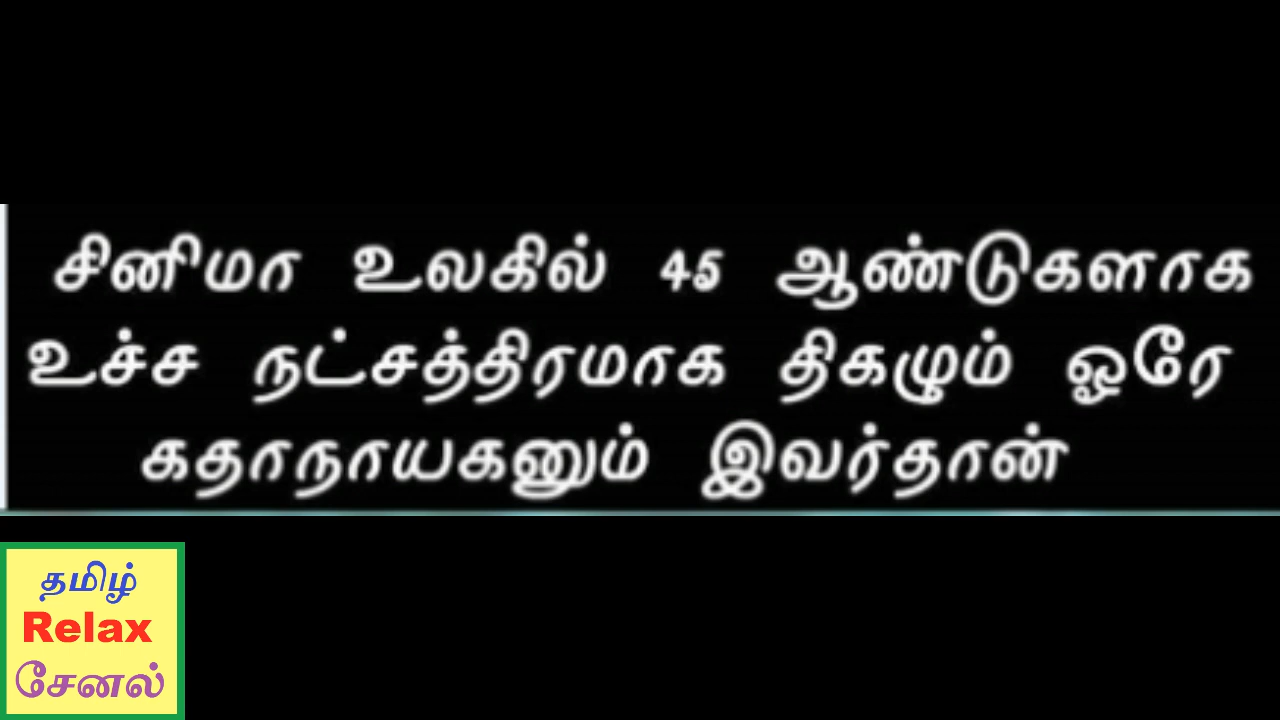 சினிமா உலகில் 45 ஆண்டுகளாக
உச்ச நட்சத்திரமாக திகழும் ஓரே
கதாநாயகனும் இவர்தான்
தமிழ்
Relax
சேனல்